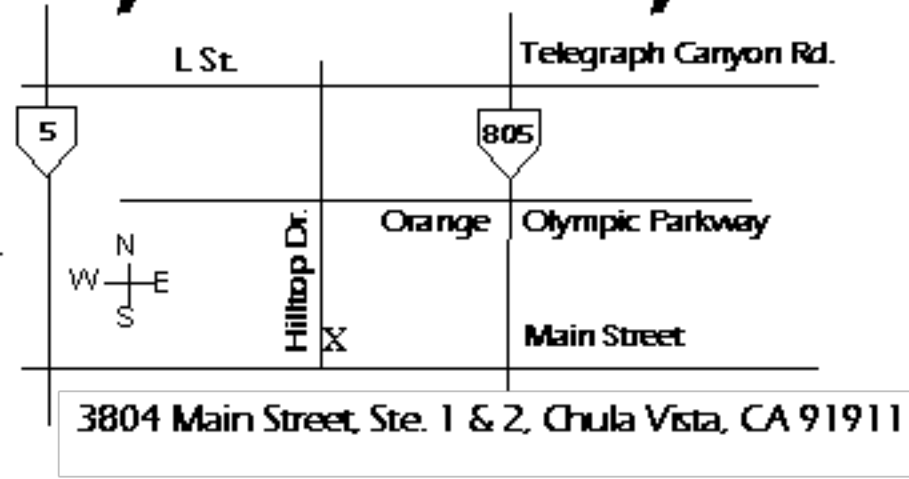 L St.
Telegraph Canyon Rd.
5
805
Orange
Olympic Parkway
Hilltop Dr.
N
W E
S
X
Main Street
3804 Main Street, Ste. 1 & 2, Chula Vista, CA 91911